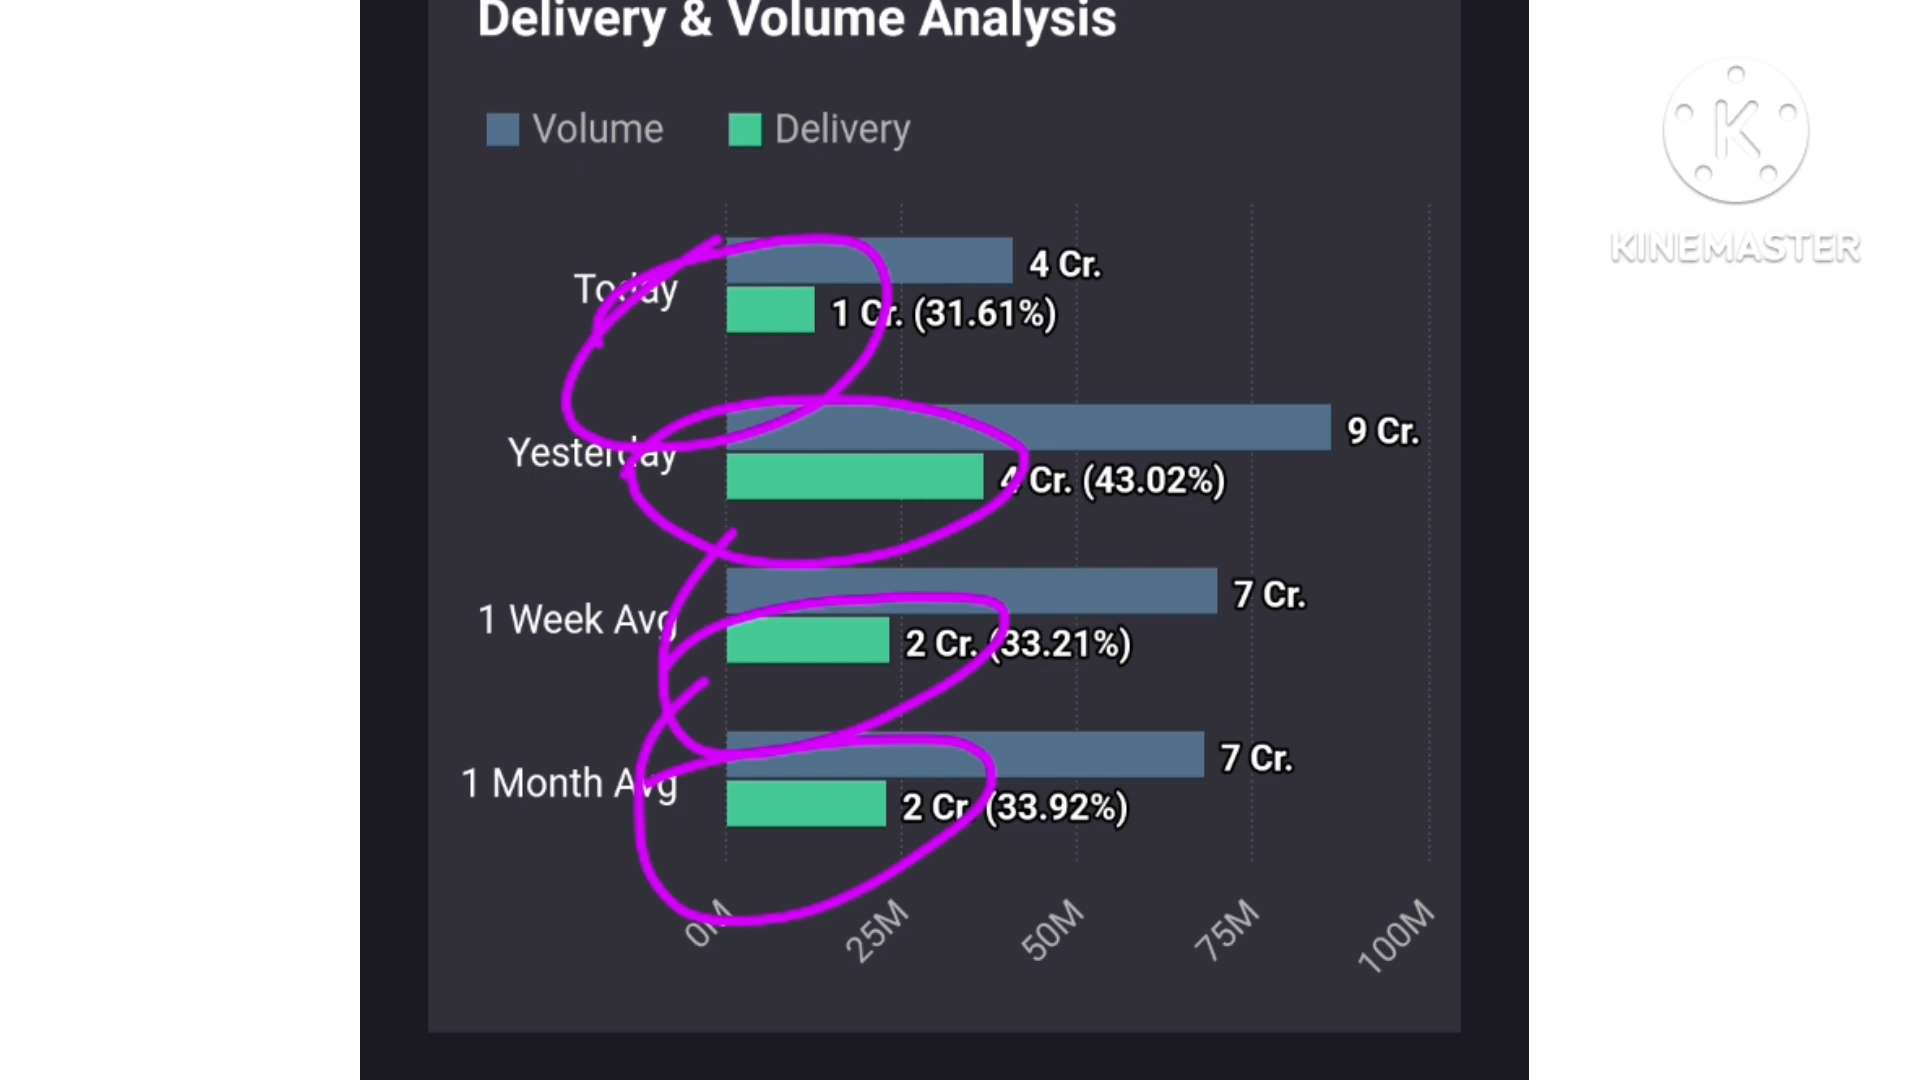 Delivery & Volume Analysis
Volume Delivery
Today
4 Cr.
1 Cr. (31.61%)
Yesterday
9 Cr.
4 Cr. (43.02%)
1 Week Avg
7 Cr.
2 Cr. (33.21%)
1 Month Avg
7 Cr.
2 Cr. (33.92%)
0M 25M 50M 75M 100M
K
KINEMASTER